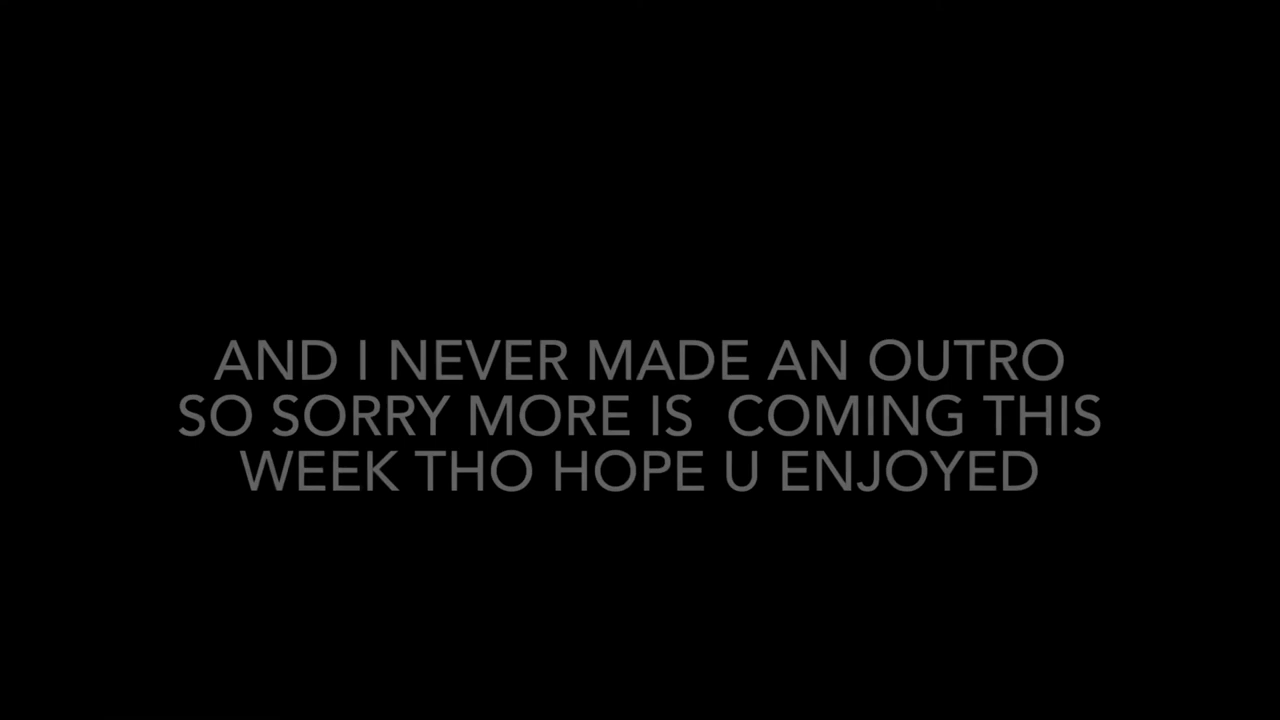 AND I NEVER MADE AN OUTRO
SO SORRY MORE IS  COMING THIS
WEEK THO HOPE U ENJOYED